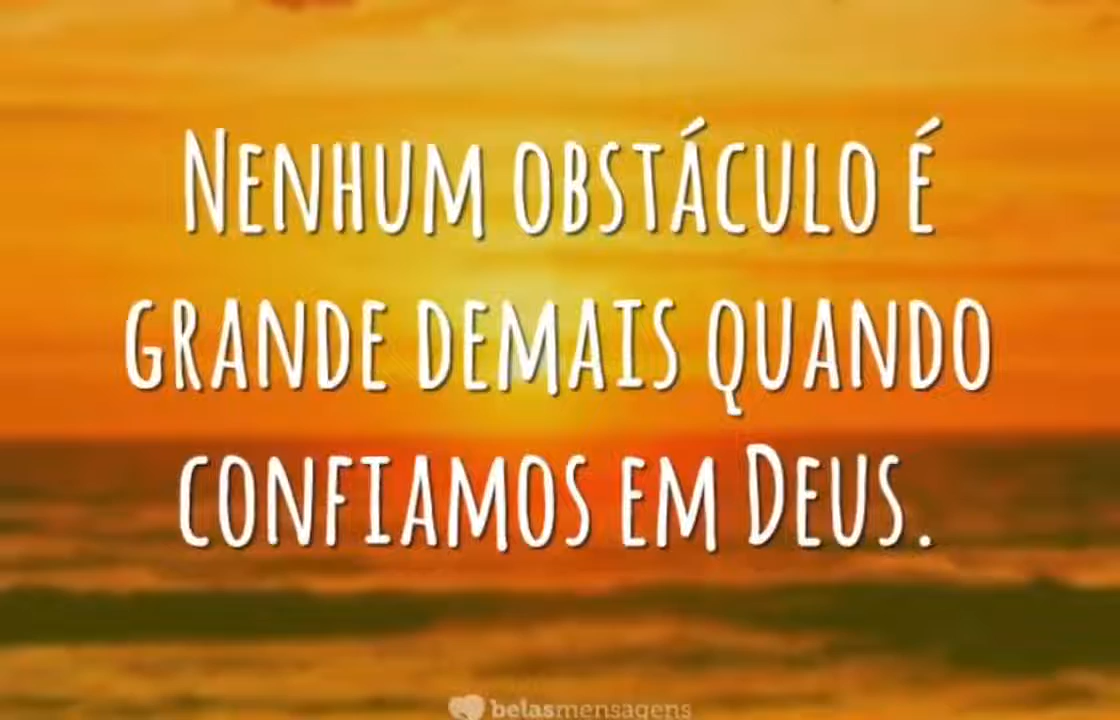 Nenhum obstáculo é
grande demais quando
confiamos em Deus.
belasmensagens